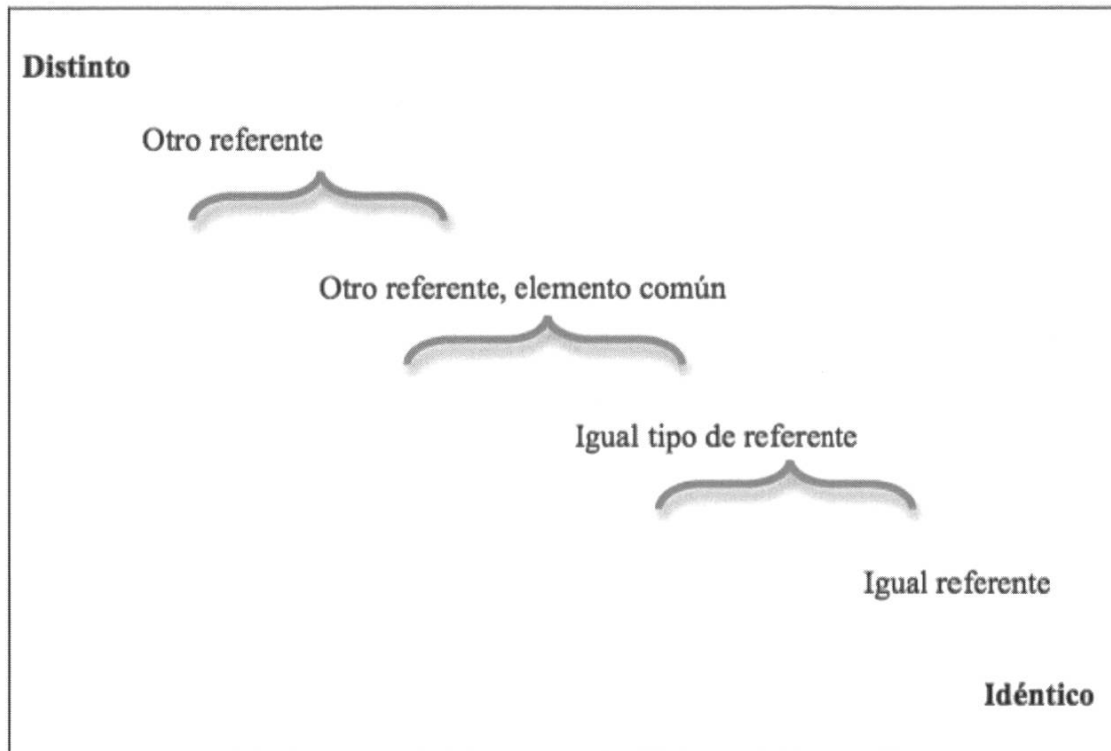 Distinto
Otro referente
Otro referente, elemento común
Igual tipo de referente
Igual referente
Idéntico